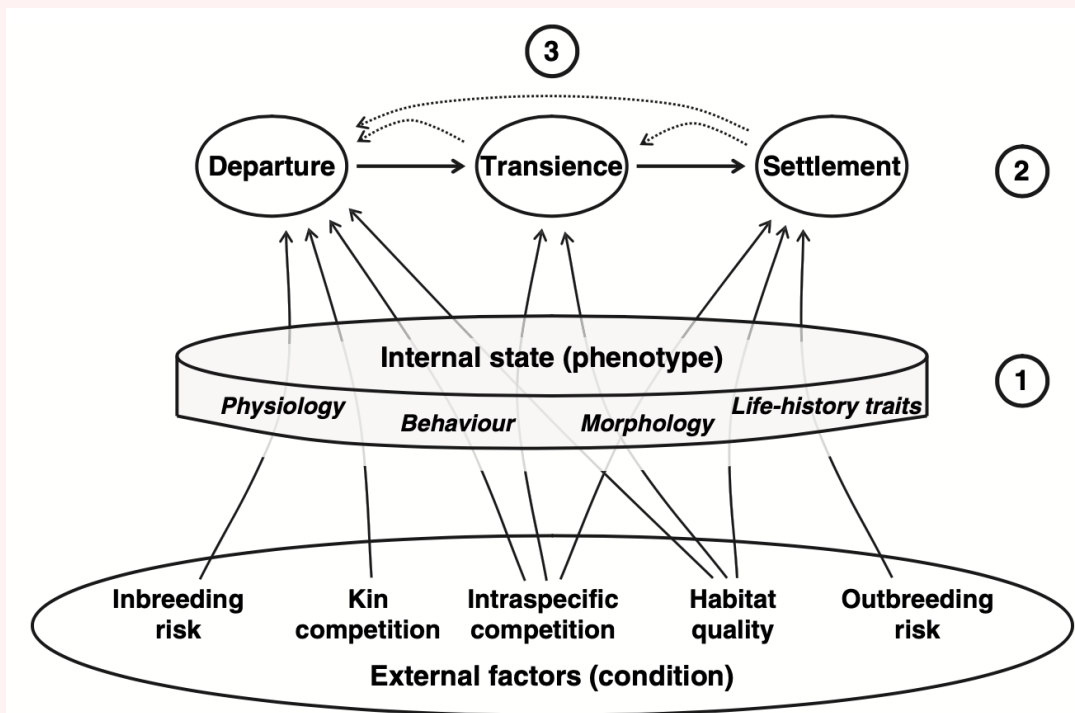 3
Departure
Transience
Settlement
2
Internal state (phenotype)
1
Physiology
Behaviour
Morphology
Life-history traits
Inbreeding
risk
Kin
competition
Intraspecific
competition
Habitat
quality
Outbreeding
risk
External factors (condition)